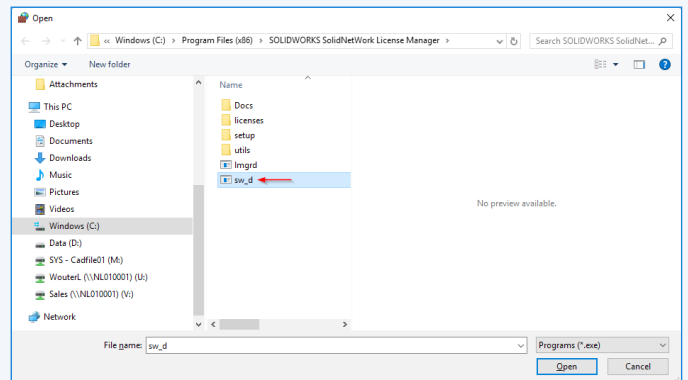 Open
« Windows (C:) > Program Files (x86) > SOLIDWORKS SolidNetWork License Manager >
Search SOLIDWORKS SolidNet...
Organize
New folder
Attachments
This PC
Desktop
Documents
Downloads
Music
Pictures
Videos
Windows (C:)
Data (D:)
SYS - Cadfile01 (M:)
WouterL (\\NL010001) (U:)
Sales (\\NL010001) (V:)
Network
Name
Docs
licenses
setup
utils
lmgrd
sw_d
No preview available.
File name: sw_d
Programs (*.exe)
Open
Cancel